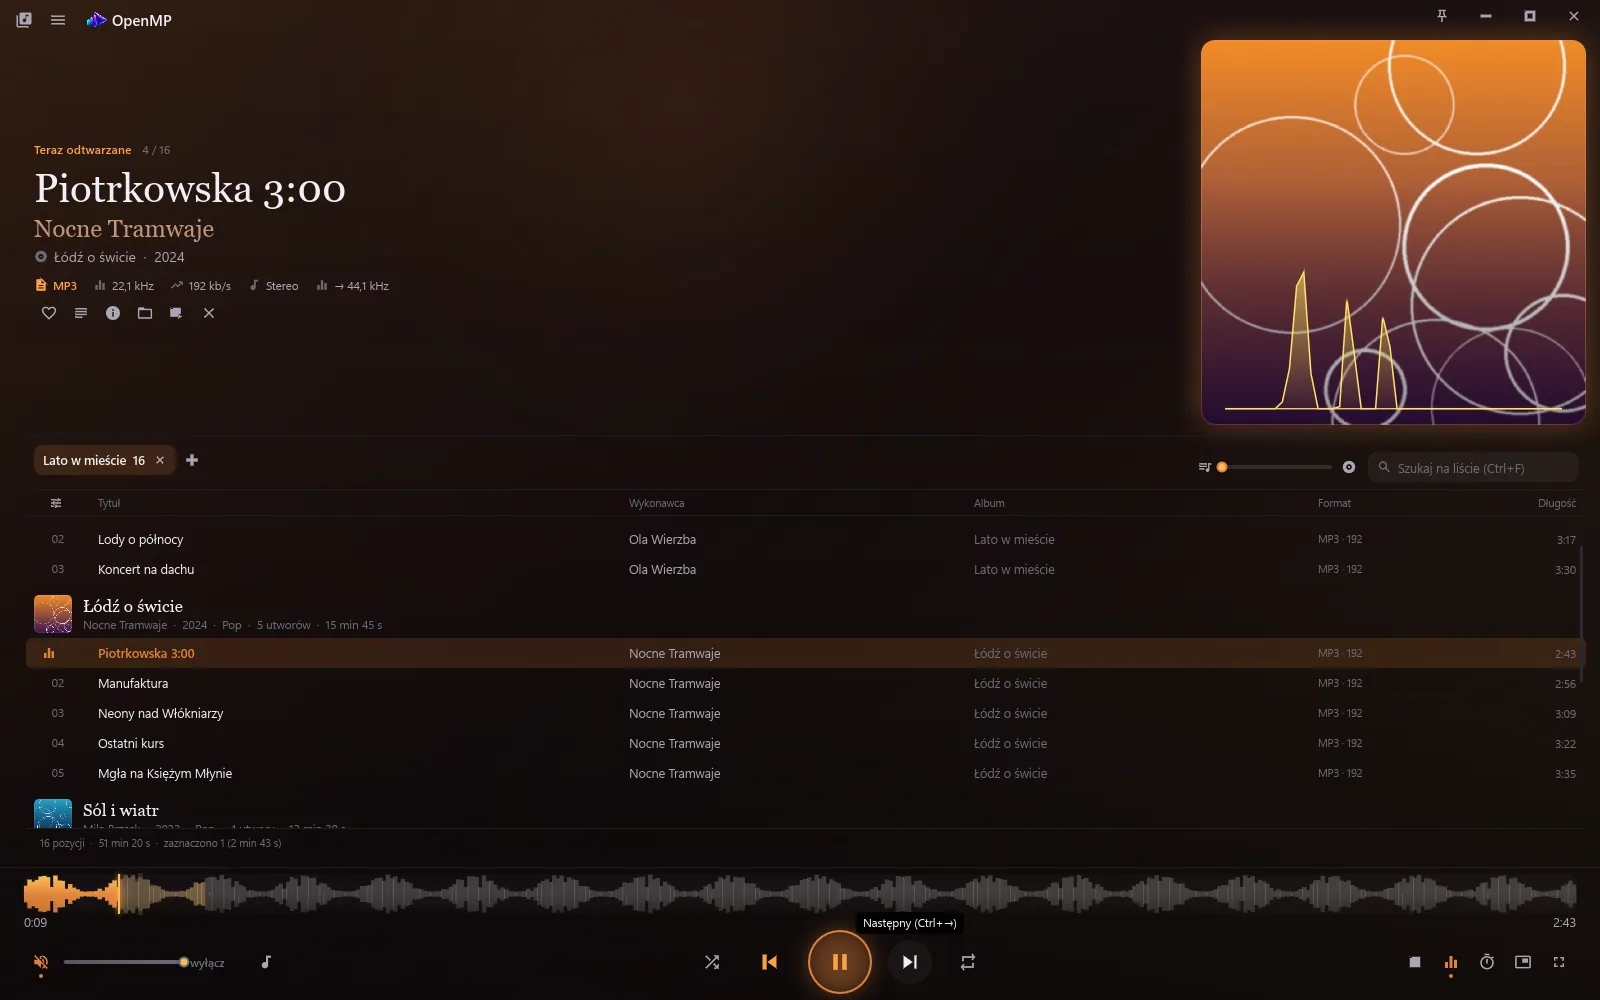 OpenMP
Teraz odtwarzane 4 / 16
Piotrkowska 3:00
Nocne Tramwaje
Łódź o świcie · 2024
MP3 22,1 kHz 192 kb/s Stereo → 44,1 kHz
Lato w mieście 16
Szukaj na liście (Ctrl+F)
Tytuł Wykonawca Album Format Długość
02 Lody o północy Ola Wierzba Lato w mieście MP3 · 192 3:17
03 Koncert na dachu Ola Wierzba Lato w mieście MP3 · 192 3:30
Łódź o świcie
Nocne Tramwaje · 2024 · Pop · 5 utworów · 15 min 45 s
Piotrkowska 3:00 Nocne Tramwaje Łódź o świcie MP3 · 192 2:43
02 Manufaktura Nocne Tramwaje Łódź o świcie MP3 · 192 2:56
03 Neony nad Włókniarzy Nocne Tramwaje Łódź o świcie MP3 · 192 3:09
04 Ostatni kurs Nocne Tramwaje Łódź o świcie MP3 · 192 3:22
05 Mgła na Księżym Młynie Nocne Tramwaje Łódź o świcie MP3 · 192 3:35
Sól i wiatr
16 pozycji · 51 min 20 s · zaznaczono 1 (2 min 43 s)
0:09 2:43
Następny (Ctrl+→)
wyłącz